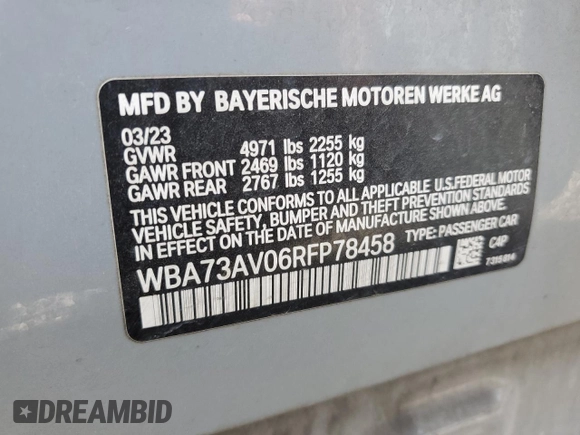 MFD BY BAYERISCHE MOTOREN WERKE AG
03/23
GVWR 4971 lbs 2255 kg
GAWR FRONT 2469 lbs 1120 kg
GAWR REAR 2767 lbs 1255 kg
THIS VEHICLE CONFORMS TO ALL APPLICABLE U.S.FEDERAL MOTOR
VEHICLE SAFETY, BUMPER AND THEFT PREVENTION STANDARDS
IN EFFECT ON THE DATE OF MANUFACTURE SHOWN ABOVE.
WBA73AV06RFP78458 TYPE: PASSENGER CAR
C4P
7318414
DREAMBID